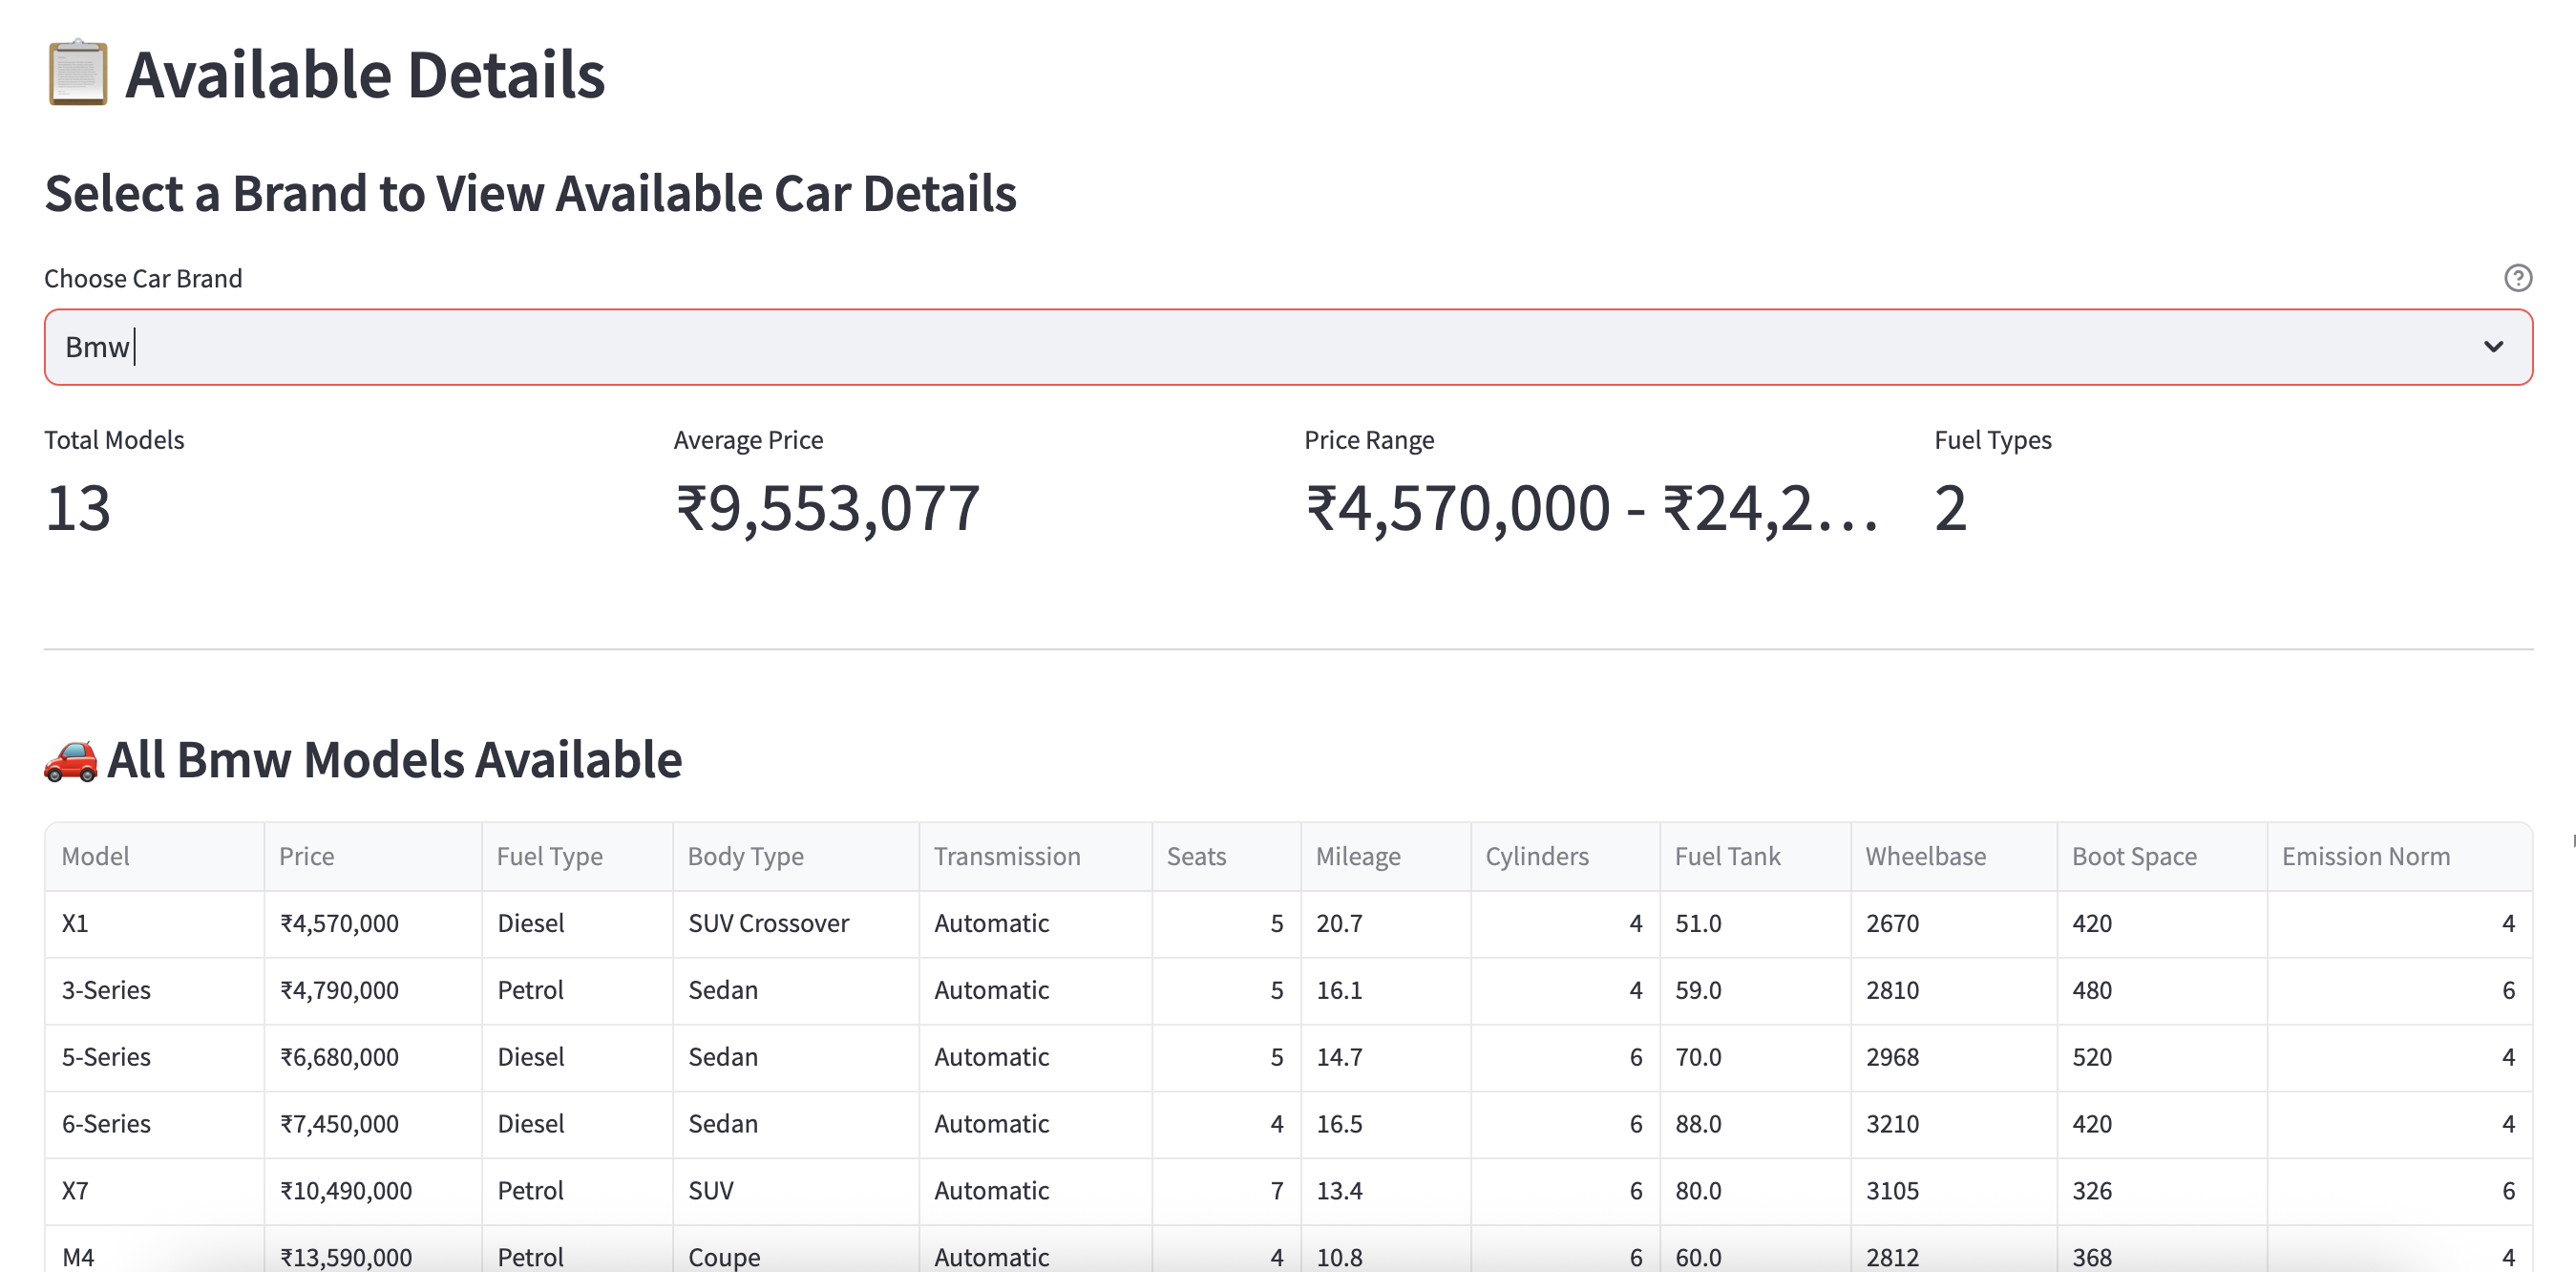 Available Details
Select a Brand to View Available Car Details
Choose Car Brand
Bmw
Total Models Average Price Price Range Fuel Types
13 ₹9,553,077 ₹4,570,000 - ₹24,2... 2
All Bmw Models Available
Model Price Fuel Type Body Type Transmission Seats Mileage Cylinders Fuel Tank Wheelbase Boot Space Emission Norm
X1 ₹4,570,000 Diesel SUV Crossover Automatic 5 20.7 4 51.0 2670 420 4
3-Series ₹4,790,000 Petrol Sedan Automatic 5 16.1 4 59.0 2810 480 6
5-Series ₹6,680,000 Diesel Sedan Automatic 5 14.7 6 70.0 2968 520 4
6-Series ₹7,450,000 Diesel Sedan Automatic 4 16.5 6 88.0 3210 420 4
X7 ₹10,490,000 Petrol SUV Automatic 7 13.4 6 80.0 3105 326 6
M4 ₹13,590,000 Petrol Coupe Automatic 4 10.8 6 60.0 2812 368 4